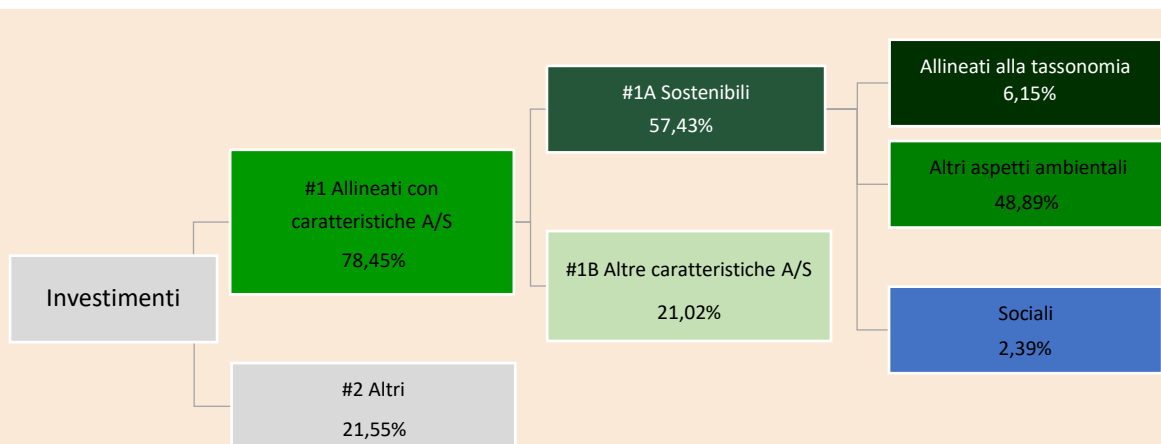 Investimenti
#1 Allineati con
caratteristiche A/S
78,45%
#2 Altri
21,55%
#1A Sostenibili
57,43%
#1B Altre caratteristiche A/S
21,02%
Allineati alla tassonomia
6,15%
Altri aspetti ambientali
48,89%
Sociali
2,39%